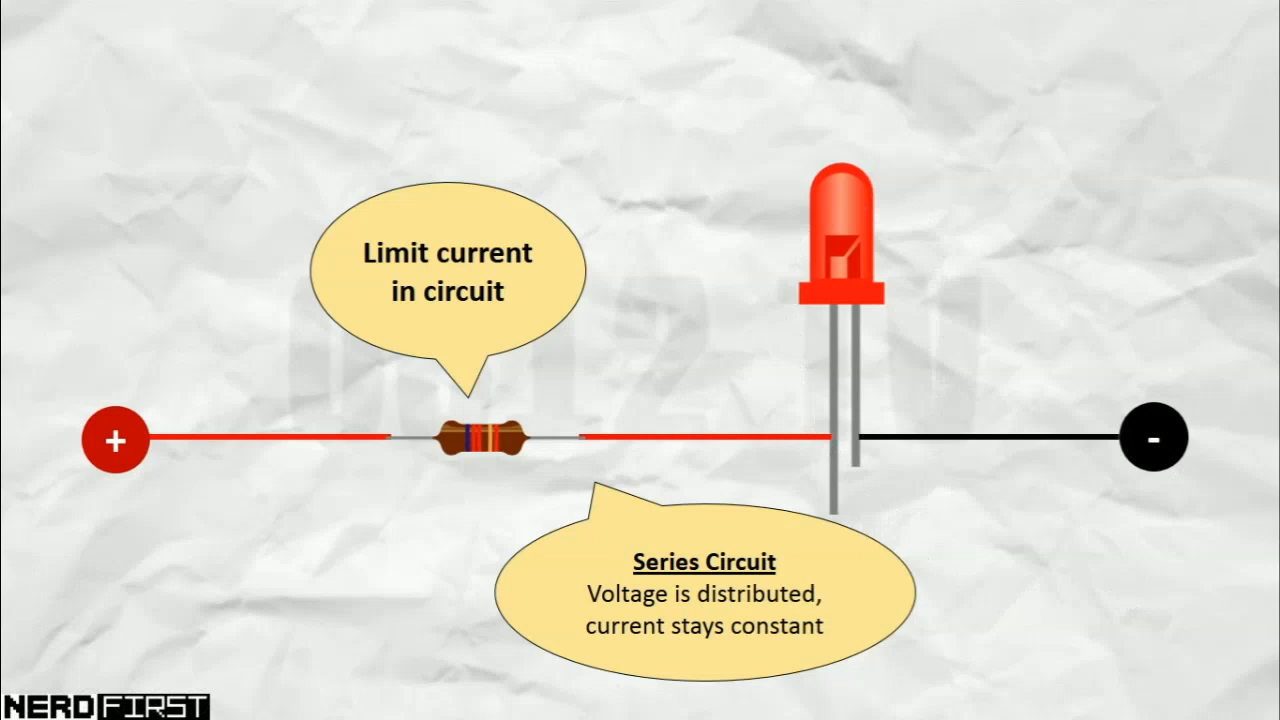 Limit current
in circuit
+
-
Series Circuit
Voltage is distributed,
current stays constant
NERDFIRST